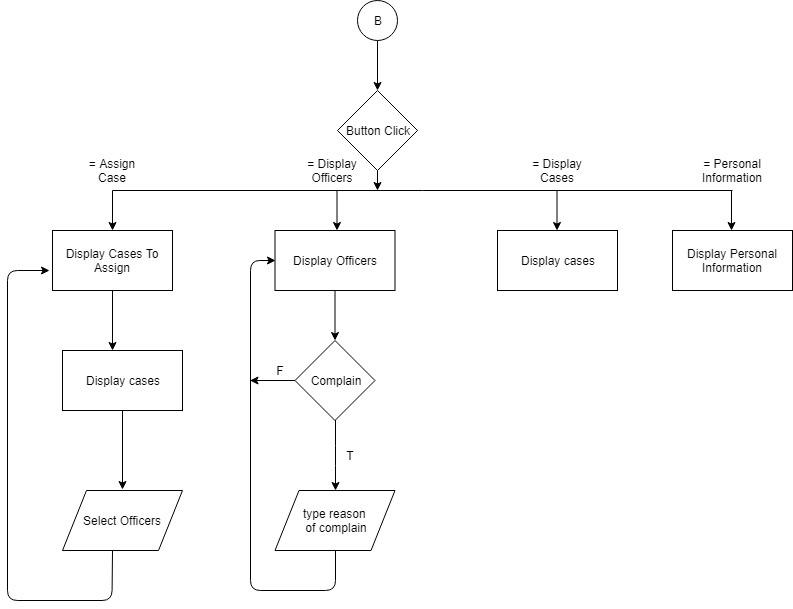 B
Button Click
= Assign
Case
= Display
Officers
= Display
Cases
= Personal
Information
Display Cases To
Assign
Display Officers
Display cases
Display Personal
Information
Display cases
F
Complain
T
Select Officers
type reason
of complain